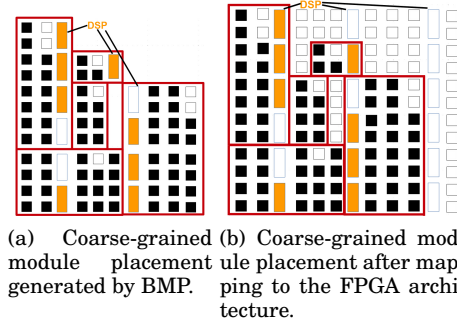 DSP
DSP
(a) Coarse-grained
module placement
generated by BMP.
(b) Coarse-grained mod-
ule placement after map-
ping to the FPGA archi-
tecture.